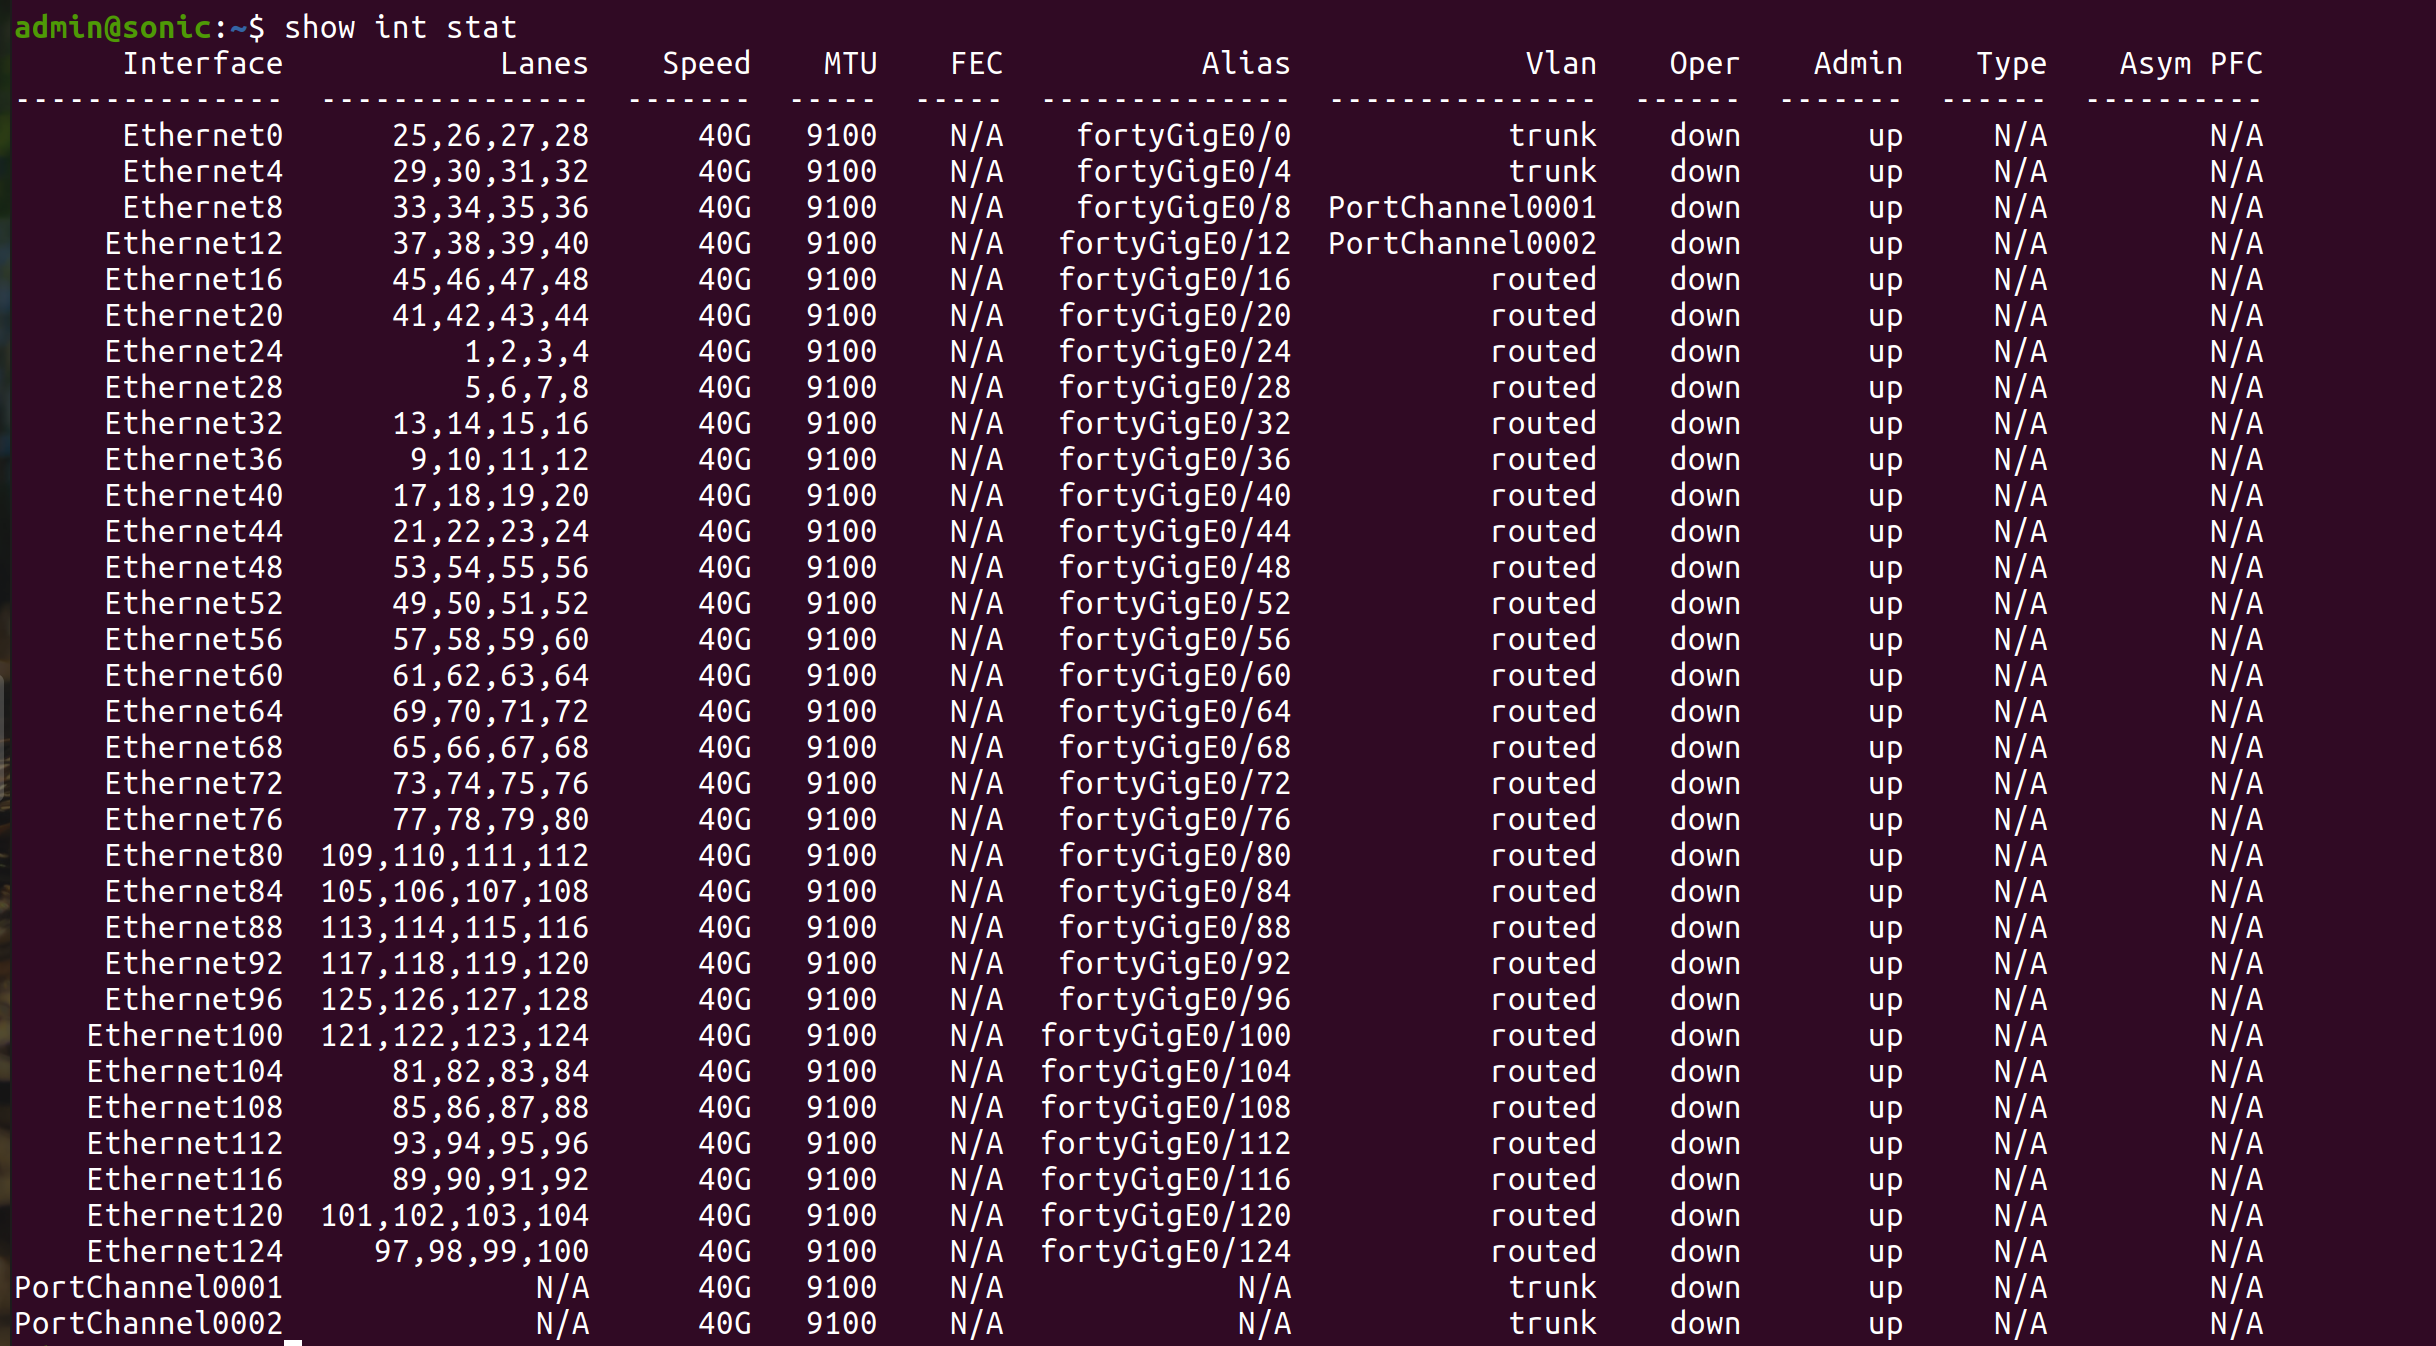 admin@sonic:~$ show int stat
Interface Lanes Speed MTU FEC Alias Vlan Oper Admin Type Asym PFC
--------------- --------------- ------- ----- ----- -------------- --------------- ------ ------- ------ ----------
Ethernet0 25,26,27,28 40G 9100 N/A fortyGigE0/0 trunk down up N/A N/A
Ethernet4 29,30,31,32 40G 9100 N/A fortyGigE0/4 trunk down up N/A N/A
Ethernet8 33,34,35,36 40G 9100 N/A fortyGigE0/8 PortChannel0001 down up N/A N/A
Ethernet12 37,38,39,40 40G 9100 N/A fortyGigE0/12 PortChannel0002 down up N/A N/A
Ethernet16 45,46,47,48 40G 9100 N/A fortyGigE0/16 routed down up N/A N/A
Ethernet20 41,42,43,44 40G 9100 N/A fortyGigE0/20 routed down up N/A N/A
Ethernet24 1,2,3,4 40G 9100 N/A fortyGigE0/24 routed down up N/A N/A
Ethernet28 5,6,7,8 40G 9100 N/A fortyGigE0/28 routed down up N/A N/A
Ethernet32 13,14,15,16 40G 9100 N/A fortyGigE0/32 routed down up N/A N/A
Ethernet36 9,10,11,12 40G 9100 N/A fortyGigE0/36 routed down up N/A N/A
Ethernet40 17,18,19,20 40G 9100 N/A fortyGigE0/40 routed down up N/A N/A
Ethernet44 21,22,23,24 40G 9100 N/A fortyGigE0/44 routed down up N/A N/A
Ethernet48 53,54,55,56 40G 9100 N/A fortyGigE0/48 routed down up N/A N/A
Ethernet52 49,50,51,52 40G 9100 N/A fortyGigE0/52 routed down up N/A N/A
Ethernet56 57,58,59,60 40G 9100 N/A fortyGigE0/56 routed down up N/A N/A
Ethernet60 61,62,63,64 40G 9100 N/A fortyGigE0/60 routed down up N/A N/A
Ethernet64 69,70,71,72 40G 9100 N/A fortyGigE0/64 routed down up N/A N/A
Ethernet68 65,66,67,68 40G 9100 N/A fortyGigE0/68 routed down up N/A N/A
Ethernet72 73,74,75,76 40G 9100 N/A fortyGigE0/72 routed down up N/A N/A
Ethernet76 77,78,79,80 40G 9100 N/A fortyGigE0/76 routed down up N/A N/A
Ethernet80 109,110,111,112 40G 9100 N/A fortyGigE0/80 routed down up N/A N/A
Ethernet84 105,106,107,108 40G 9100 N/A fortyGigE0/84 routed down up N/A N/A
Ethernet88 113,114,115,116 40G 9100 N/A fortyGigE0/88 routed down up N/A N/A
Ethernet92 117,118,119,120 40G 9100 N/A fortyGigE0/92 routed down up N/A N/A
Ethernet96 125,126,127,128 40G 9100 N/A fortyGigE0/96 routed down up N/A N/A
Ethernet100 121,122,123,124 40G 9100 N/A fortyGigE0/100 routed down up N/A N/A
Ethernet104 81,82,83,84 40G 9100 N/A fortyGigE0/104 routed down up N/A N/A
Ethernet108 85,86,87,88 40G 9100 N/A fortyGigE0/108 routed down up N/A N/A
Ethernet112 93,94,95,96 40G 9100 N/A fortyGigE0/112 routed down up N/A N/A
Ethernet116 89,90,91,92 40G 9100 N/A fortyGigE0/116 routed down up N/A N/A
Ethernet120 101,102,103,104 40G 9100 N/A fortyGigE0/120 routed down up N/A N/A
Ethernet124 97,98,99,100 40G 9100 N/A fortyGigE0/124 routed down up N/A N/A
PortChannel0001 N/A 40G 9100 N/A N/A trunk down up N/A N/A
PortChannel0002 N/A 40G 9100 N/A N/A trunk down up N/A N/A